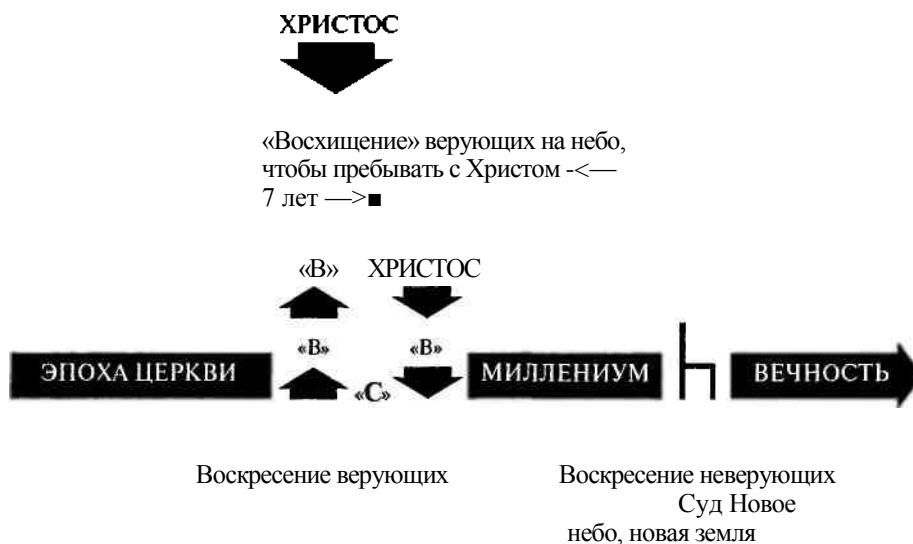 ХРИСТОС
«Восхищение» верующих на небо,
чтобы пребывать с Христом -<—
7 лет —>■
«В» ХРИСТОС
«В» «В»
ЭПОХА ЦЕРКВИ МИЛЛЕНИУМ ВЕЧНОСТЬ
«С»
Воскресение верующих Воскресение неверующих
Суд Новое
небо, новая земля